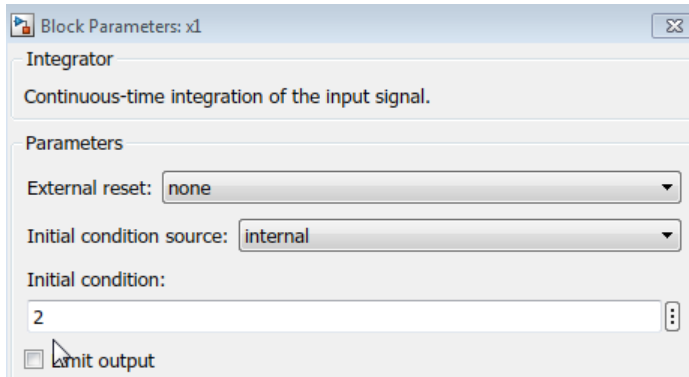 Block Parameters: x1
Integrator
Continuous-time integration of the input signal.
Parameters
External reset: none
Initial condition source: internal
Initial condition:
2
Limit output